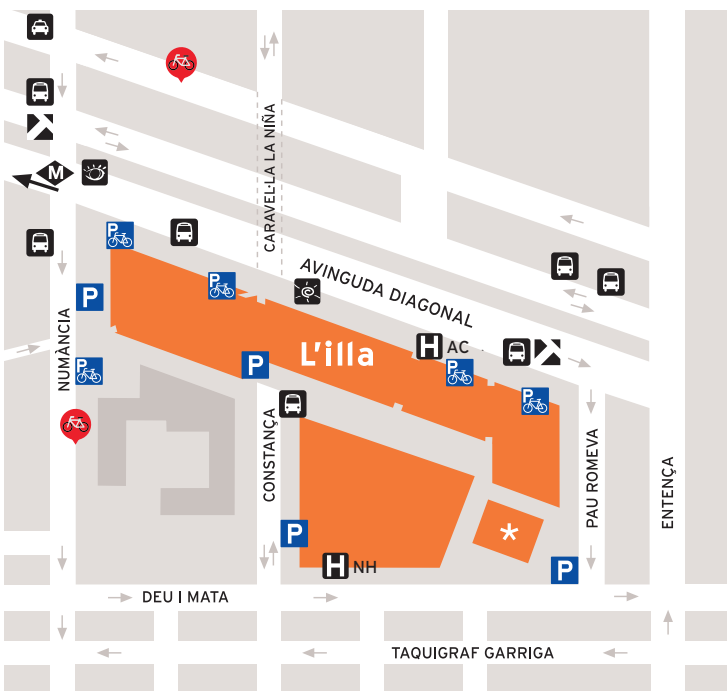 CARAVEL·LA LA NIÑA
M
P
AVINGUDA DIAGONAL
P
P
L'illa
H AC
NUMÀNCIA
P
P
P
P
CONSTANÇA
PAU ROMEVA
ENTENÇA
P
*
H NH
P
DEU I MATA
TAQUIGRAF GARRIGA